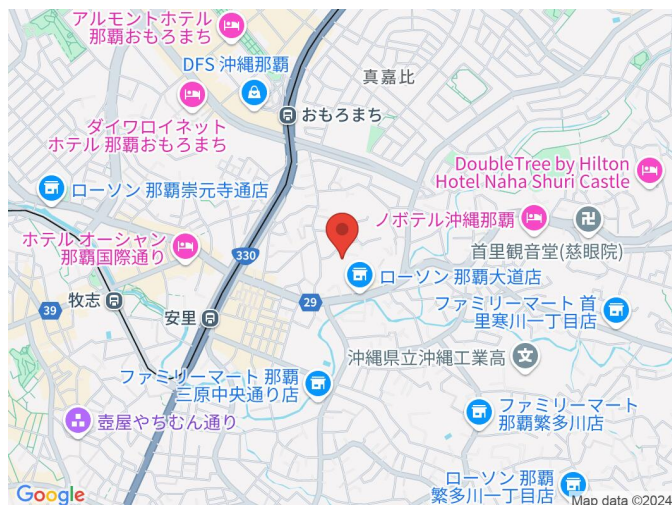 アルモントホテル
那覇おもろまち
DFS 沖縄那覇
真嘉比
おもろまち
ダイワロイネット
ホテル 那覇おもろまち
DoubleTree by Hilton
Hotel Naha Shuri Castle
ローソン 那覇崇元寺通店
ノボテル沖縄那覇
首里観音堂(慈眼院)
ホテル オーシャン
那覇国際通り
330
ローソン 那覇大道店
29
牧志
39
安里
ファミリーマート 首
里寒川一丁目店
沖縄県立沖縄工業高
ファミリーマート 那覇
三原中央通り店
壺屋やちむん通り
ファミリーマート
那覇繁多川店
ローソン 那覇
繁多川一丁目店
Google
Map data ©2024